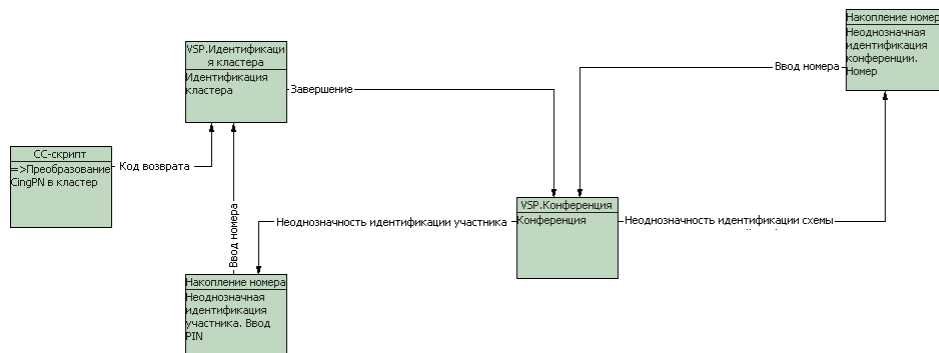 Накопление номер
Неоднозначная
идентификация
конференции.
Номер
VSP.Идентификаци
я кластера
Идентификация
кластера
Ввод номера
Завершение
СС-скрипт
=>Преобразование
CingPN в кластер
Код возврата
VSP.Конференция
Конференция
Неоднозначность идентификации участника
Неоднозначность идентификации схемы
Ввод номера
Накопление номера
Неоднозначная
идентификация
участника. Ввод
PIN